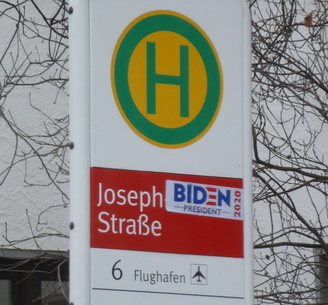 H
Joseph-
BIDEN
PRESIDENT
2020
Straße
6 Flughafen